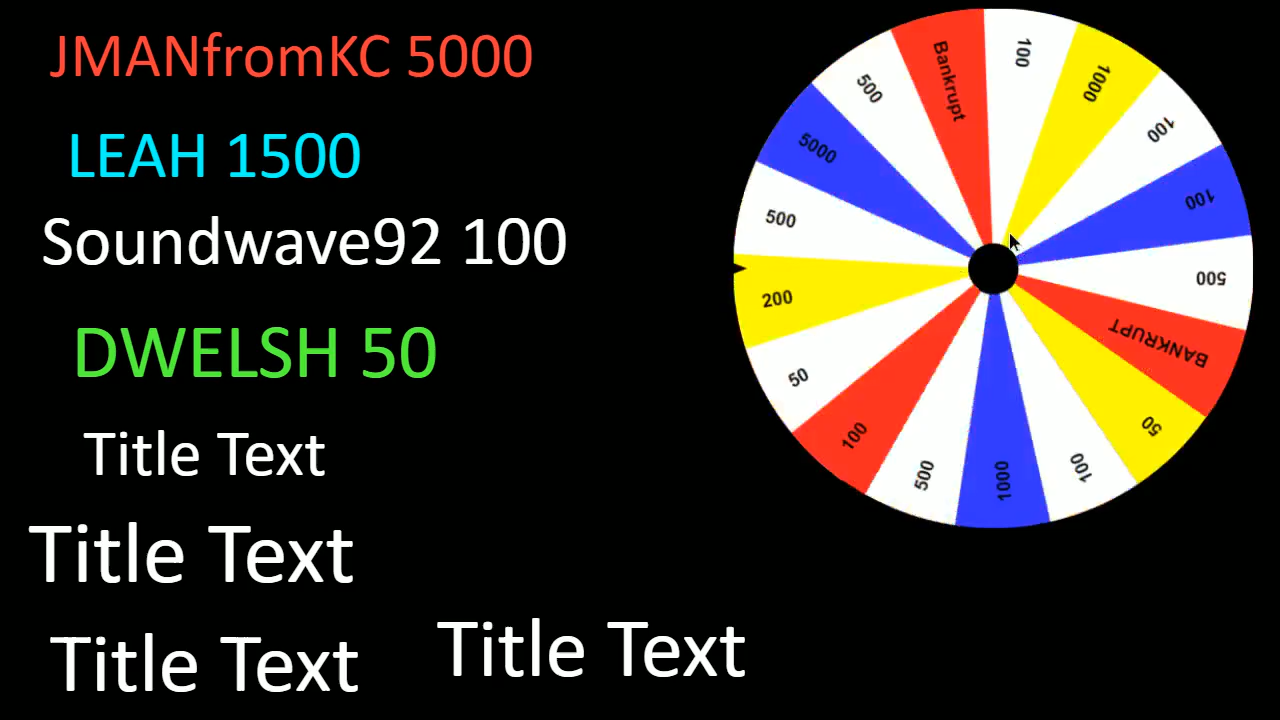 JMANfromKC 5000
LEAH 1500
Soundwave92 100
DWELSH 50
Title Text
Title Text
Title Text
Title Text
Bankrupt
100
1000
100
100
500
BANKRUPT
50
100
1000
500
100
50
200
500
5000
500